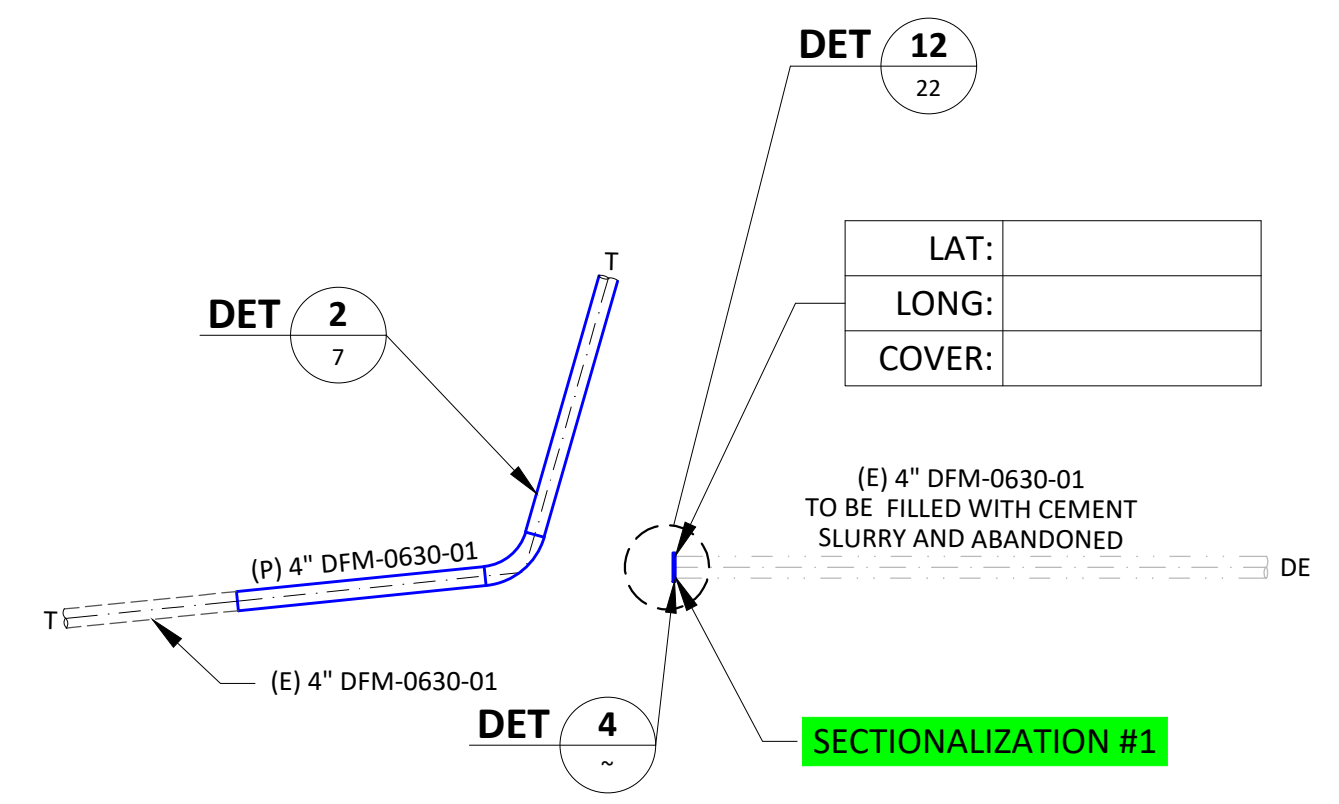 DET 12
22
LAT:
LONG:
COVER:
T
DET 2
7
(E) 4" DFM-0630-01
TO BE FILLED WITH CEMENT
SLURRY AND ABANDONED
DE
(P) 4" DFM-0630-01
T
(E) 4" DFM-0630-01
DET 4
~
SECTIONALIZATION #1